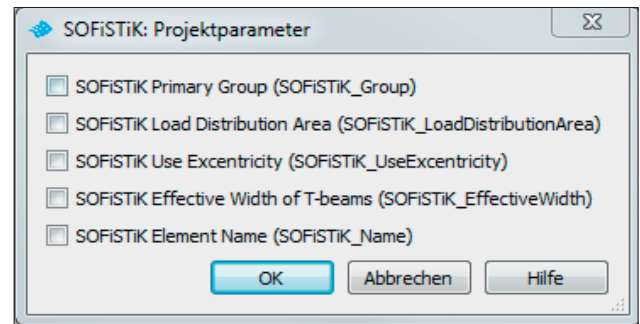 SOFiSTiK: Projektparameter
SOFiSTiK Primary Group (SOFiSTiK_Group)
SOFiSTiK Load Distribution Area (SOFiSTiK_LoadDistributionArea)
SOFiSTiK Use Excentricity (SOFiSTiK_UseExcentricity)
SOFiSTiK Effective Width of T-beams (SOFiSTiK_EffectiveWidth)
SOFiSTiK Element Name (SOFiSTiK_Name)
OK Abbrechen Hilfe